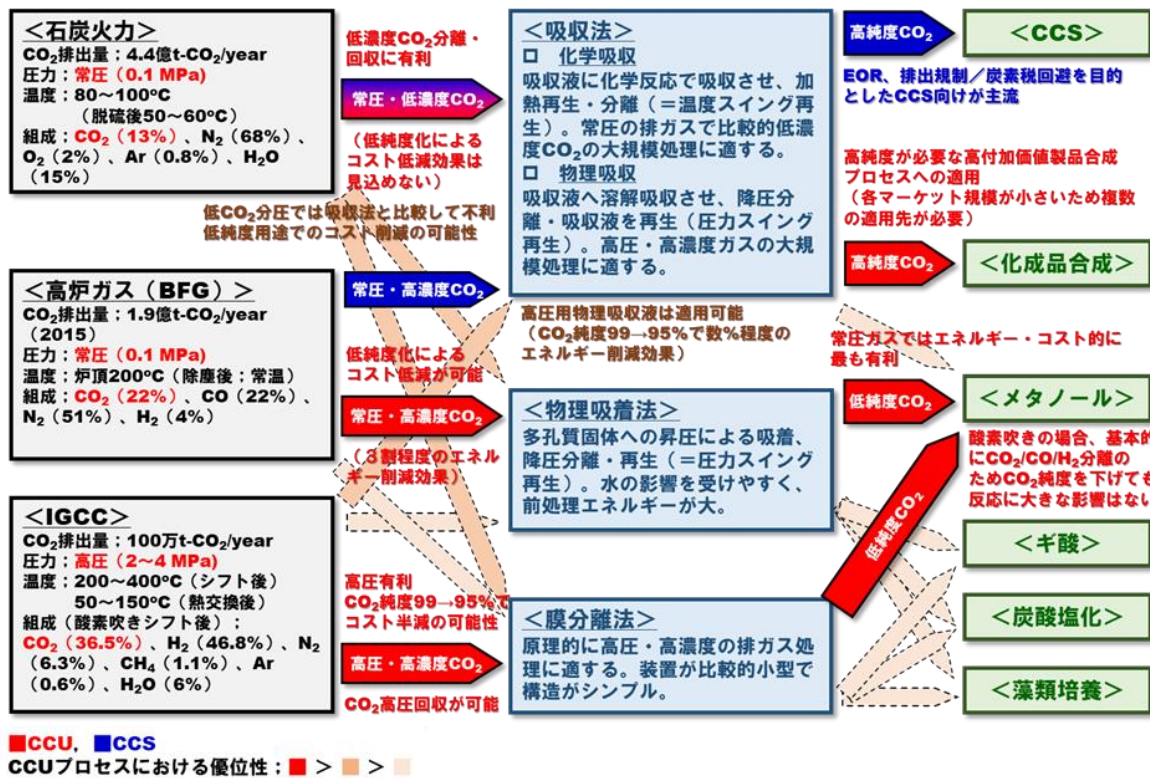 ＜石炭火力＞
CO₂排出量：4.4億t-CO₂/year
圧力：常圧（0.1 MPa）
温度：80～100℃
（脱硫後50～60℃）
組成：CO₂（13%）、N₂（68%）、
O₂（2%）、Ar（0.8%）、H₂O
（15%）
低濃度CO₂分離・
回収に有利
常圧・低濃度CO₂
（低純度化による
コスト低減効果は
見込めない）
低CO₂分圧では吸収法と比較して不利
低純度用途でのコスト削減の可能性
＜高炉ガス（BFG）＞
CO₂排出量：1.9億t-CO₂/year
（2015）
圧力：常圧（0.1 MPa）
温度：炉頂200℃（除塵後；常温）
組成：CO₂（22%）、CO（22%）、
N₂（51%）、H₂（4%）
常圧・高濃度CO₂
低純度化による
コスト低減が可能
常圧・高濃度CO₂
（３割程度のエネル
ギー削減効果）
＜IGCC＞
CO₂排出量：100万t-CO₂/year
圧力：高圧（2～4 MPa）
温度：200～400℃（シフト後）
50～150℃（熱交換後）
組成（酸素吹きシフト後）：
CO₂（36.5%）、H₂（46.8%）、N₂
（6.3%）、CH₄（1.1%）、Ar
（0.6%）、H₂O（6%）
高圧有利
CO₂純度99→95%で
コスト半減の可能性
高圧・高濃度CO₂
CO₂高圧回収が可能
＜吸収法＞
□ 化学吸収
吸収液に化学反応で吸収させ、加
熱再生・分離（＝温度スイング再
生）。常圧の排ガスで比較的低濃
度CO₂の大規模処理に適する。
□ 物理吸収
吸収液へ溶解吸収させ、降圧分
離・吸収液を再生（圧力スイング
再生）。高圧・高濃度ガスの大規
模処理に適する。
高圧用物理吸収液は適用可能
（CO₂純度99→95%で数%程度の
エネルギー削減効果）
＜物理吸着法＞
多孔質固体への昇圧による吸着、
降圧分離・再生（＝圧力スイング
再生）。水の影響を受けやすく、
前処理エネルギーが大。
＜膜分離法＞
原理的に高圧・高濃度の排ガス処
理に適する。装置が比較的小型で
構造がシンプル。
高純度CO₂
＜CCS＞
EOR、排出規制／炭素税回避を目的
としたCCS向けが主流
高純度が必要な高付加価値製品合成
プロセスへの適用
（各マーケット規模が小さいため複数
の適用先が必要）
高純度CO₂
＜化成品合成＞
常圧ガスではエネルギー・コスト的に
最も有利
低純度CO₂
＜メタノール＞
低純度CO₂
酸素吹きの場合、基本的
にCO₂/CO/H₂分離の
ためCO₂純度を下げても
反応に大きな影響はない
＜ギ酸＞
＜炭酸塩化＞
＜藻類培養＞
■CCU, ■CCS
CCUプロセスにおける優位性；■ > ■ > ■